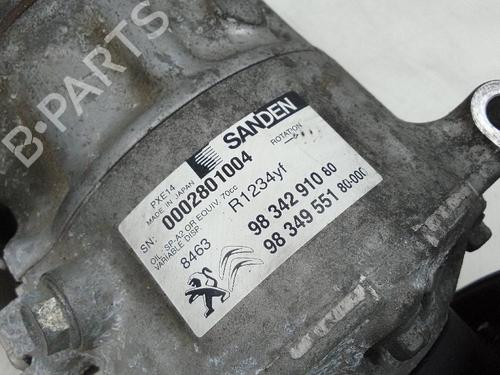 B-PARTS
SANDEN
PXE14
MADE IN JAPAN
ROTATION
SN: 0002801004
OIL: SP-A2 OR EQUIV. 70cc
VARIABLE DISP.
R1234yf
8463
98 342 910 80
98 349 551 80-000